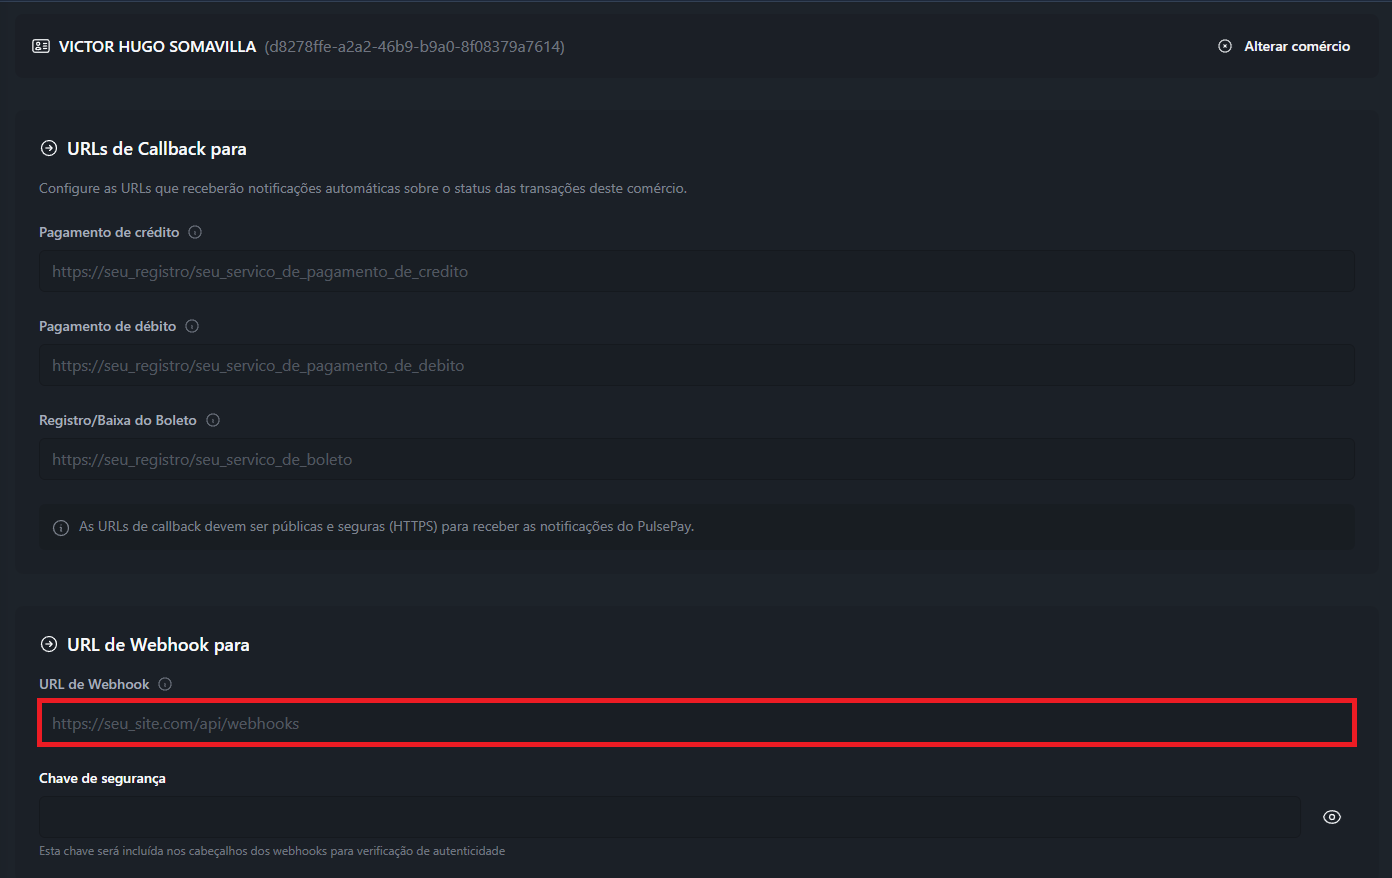 VICTOR HUGO SOMAVILLA (d8278ffe-a2a2-46b9-b9a0-8f08379a7614)
Alterar comércio
URLs de Callback para
Configure as URLs que receberão notificações automáticas sobre o status das transações deste comércio.
Pagamento de crédito
https://seu_registro/seu_servico_de_pagamento_de_credito
Pagamento de débito
https://seu_registro/seu_servico_de_pagamento_de_debito
Registro/Baixa do Boleto
https://seu_registro/seu_servico_de_boleto
As URLs de callback devem ser públicas e seguras (HTTPS) para receber as notificações do PulsePay.
URL de Webhook para
URL de Webhook
https://seu_site.com/api/webhooks
Chave de segurança
Esta chave será incluída nos cabeçalhos dos webhooks para verificação de autenticidade